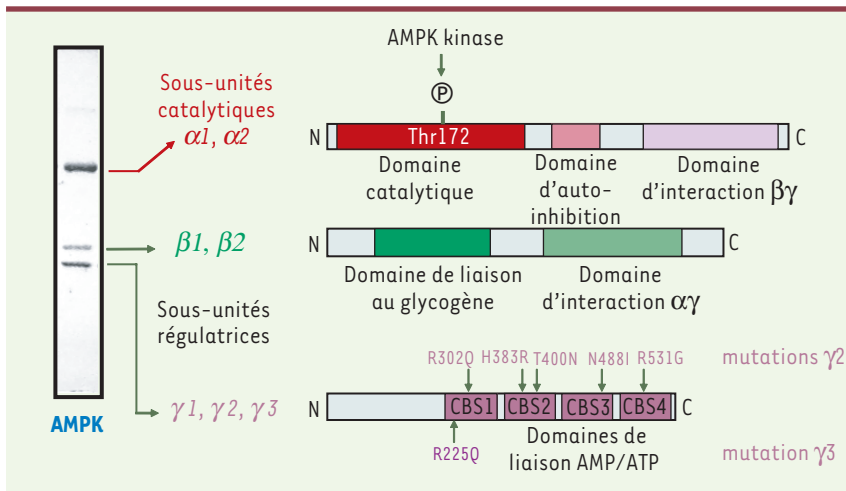 AMPK kinase
P
Sous-unités
catalytiques
α1, α2
N
Thr172
C
Domaine
catalytique
Domaine
d'auto-
inhibition
Domaine
d'interaction βγ
β1, β2
N
C
Domaine de liaison
au glycogène
Domaine
d'interaction αγ
Sous-unités
régulatrices
R302Q H383R T400N N488I R531G mutations γ2
γ1, γ2, γ3
N
CBS1 CBS2 CBS3 CBS4
C
AMPK
R225Q
Domaines de
liaison AMP/ATP
mutation γ3